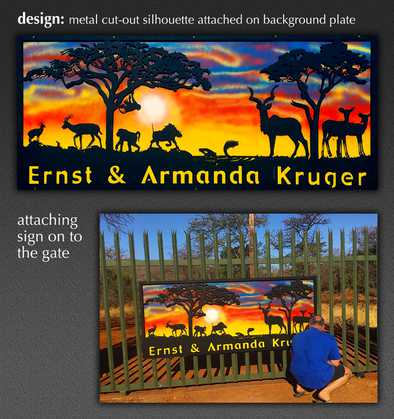 design: metal cut-out silhouette attached on background plate
Ernst & Armanda Kruger
attaching
sign on to
the gate
Ernst & Armanda Kru